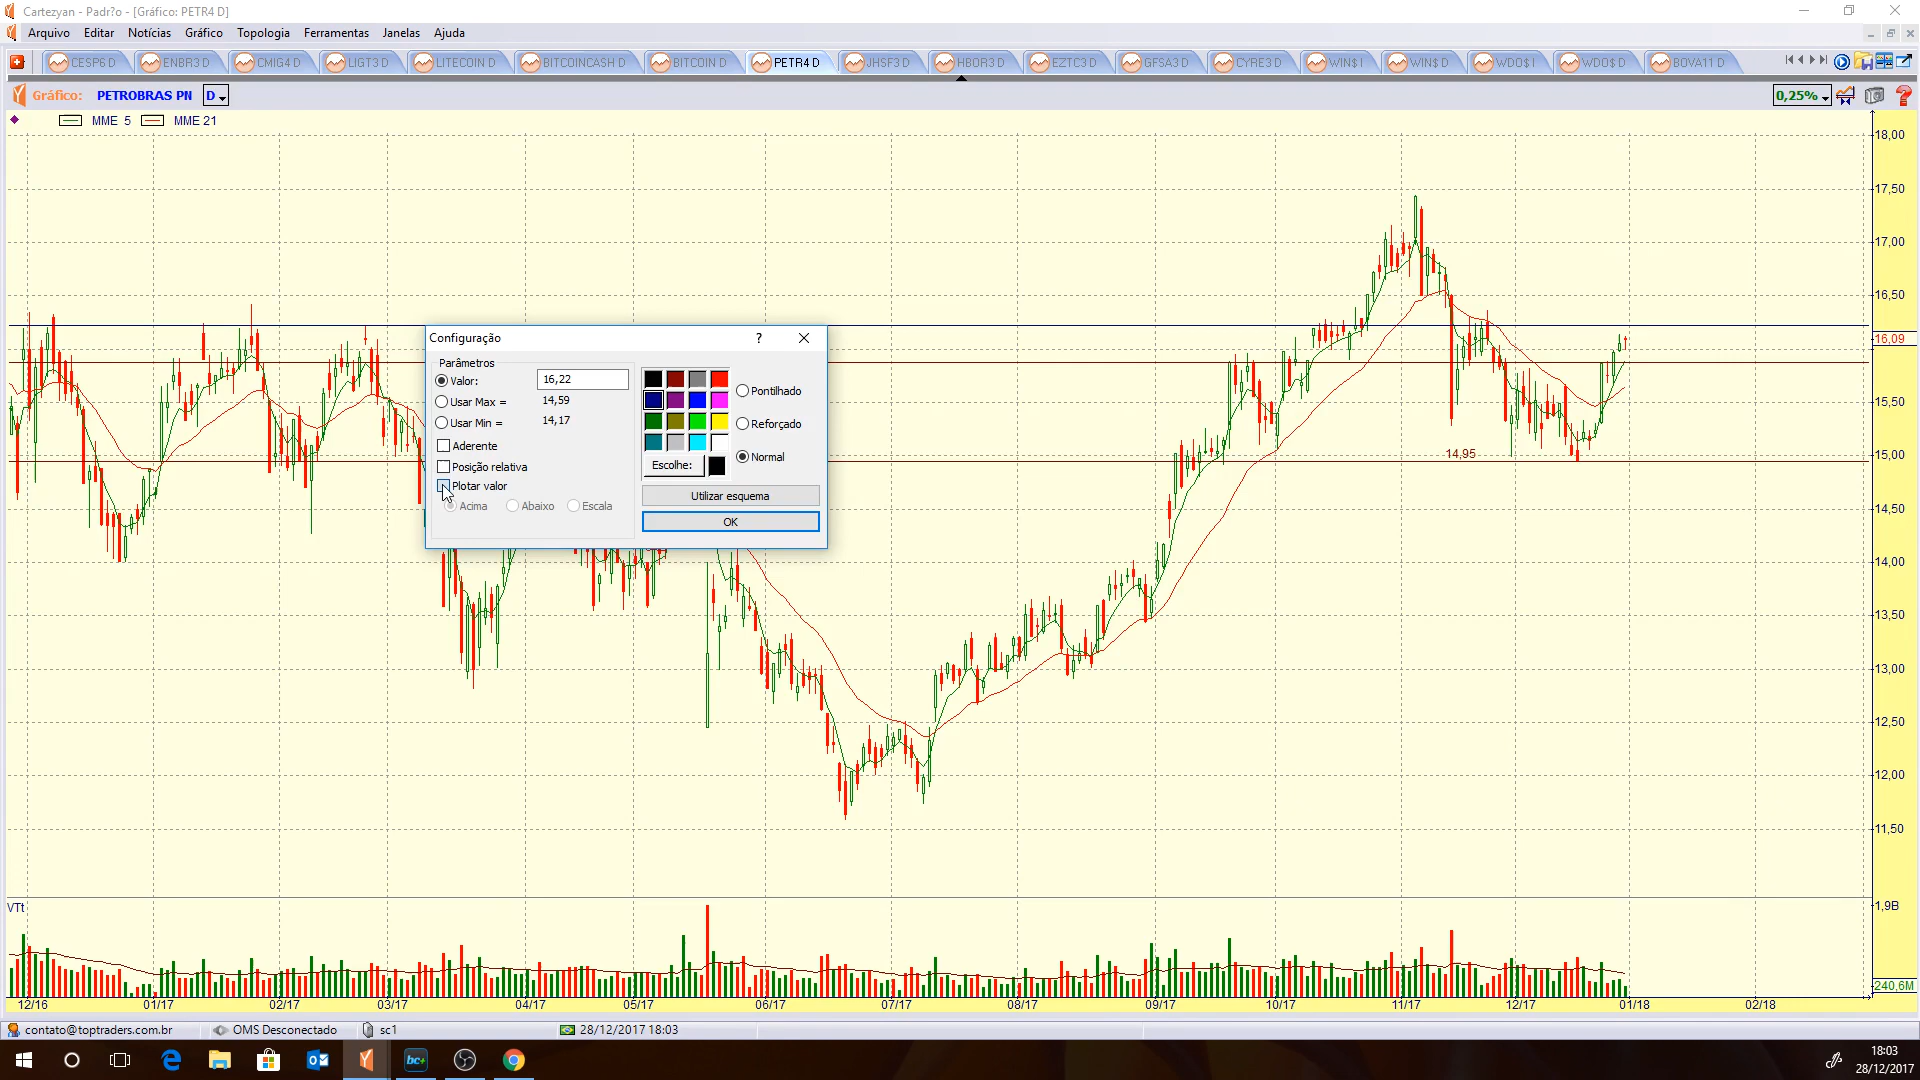 Cartezyan - Padr?o - [Gráfico: PETR4 D]
Arquivo Editar Notícias Gráfico Topologia Ferramentas Janelas Ajuda
CESP6 D ENBR3 D CMIG4 D LIGT3 D LITECOIN D BITCOINCASH D BITCOIN D PETR4 D JHSF3 D HBOR3 D EZTC3 D GFSA3 D CYRE3 D WIN$ I WIN$ D WDO$ I WDO$ D BOVA11 D
Gráfico: PETROBRAS PN D 0,25%
MME 5 MME 21
18,00
17,50
17,00
16,50
16,09
15,50
15,00
14,50
14,00
13,50
13,00
12,50
12,00
11,50
14,95
Configuração ?
Parâmetros
Valor: 16,22
Usar Max = 14,59
Usar Min = 14,17
Aderente
Posição relativa
Plotar valor
Acima Abaixo Escala
Pontilhado
Reforçado
Normal
Escolhe:
Utilizar esquema
OK
VTt
1,9B
240,6M
12/16 01/17 02/17 03/17 04/17 05/17 06/17 07/17 08/17 09/17 10/17 11/17 12/17 01/18 02/18
contato@toptraders.com.br OMS Desconectado sc1 28/12/2017 18:03
bc+
18:03
28/12/2017